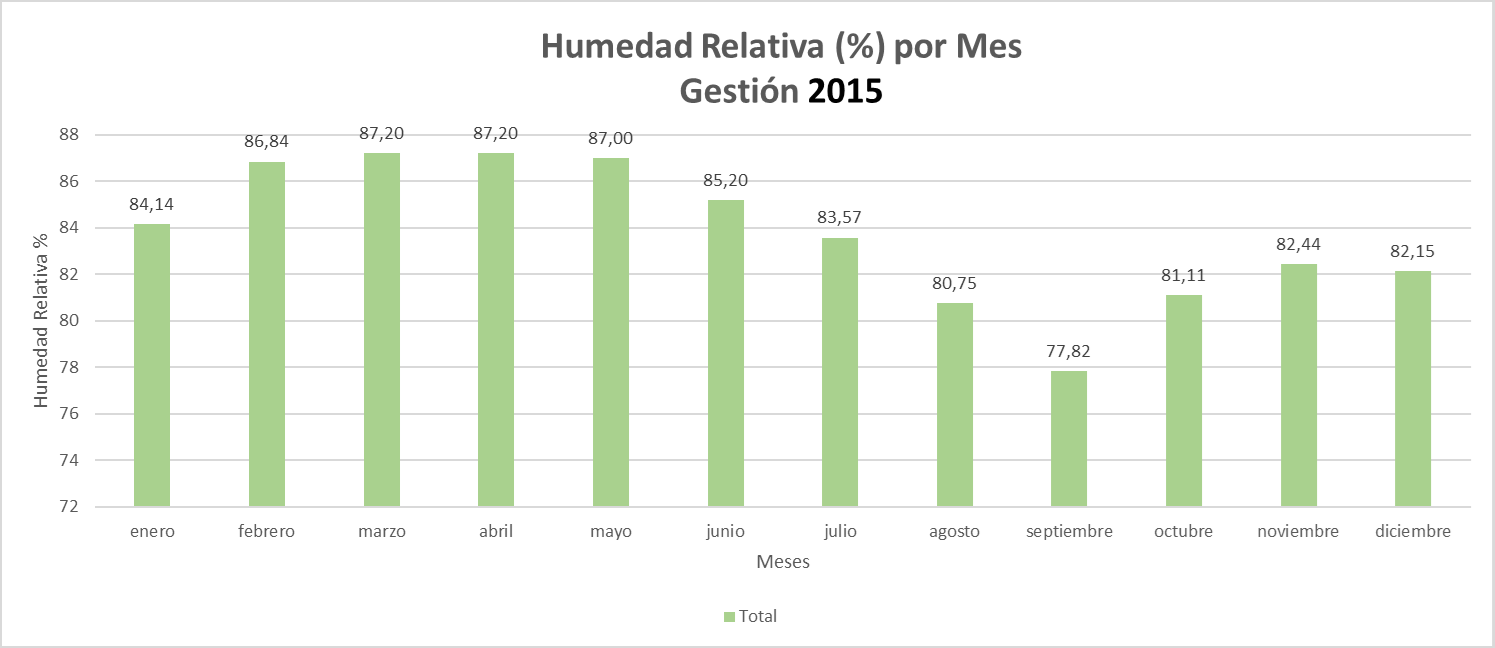 Humedad Relativa (%) por Mes
Gestión 2015
88
86
84
82
80
78
76
74
72
Humedad Relativa %
84,14
86,84
87,20
87,20
87,00
85,20
83,57
80,75
77,82
81,11
82,44
82,15
enero
febrero
marzo
abril
mayo
junio
julio
agosto
septiembre
octubre
noviembre
diciembre
Meses
Total